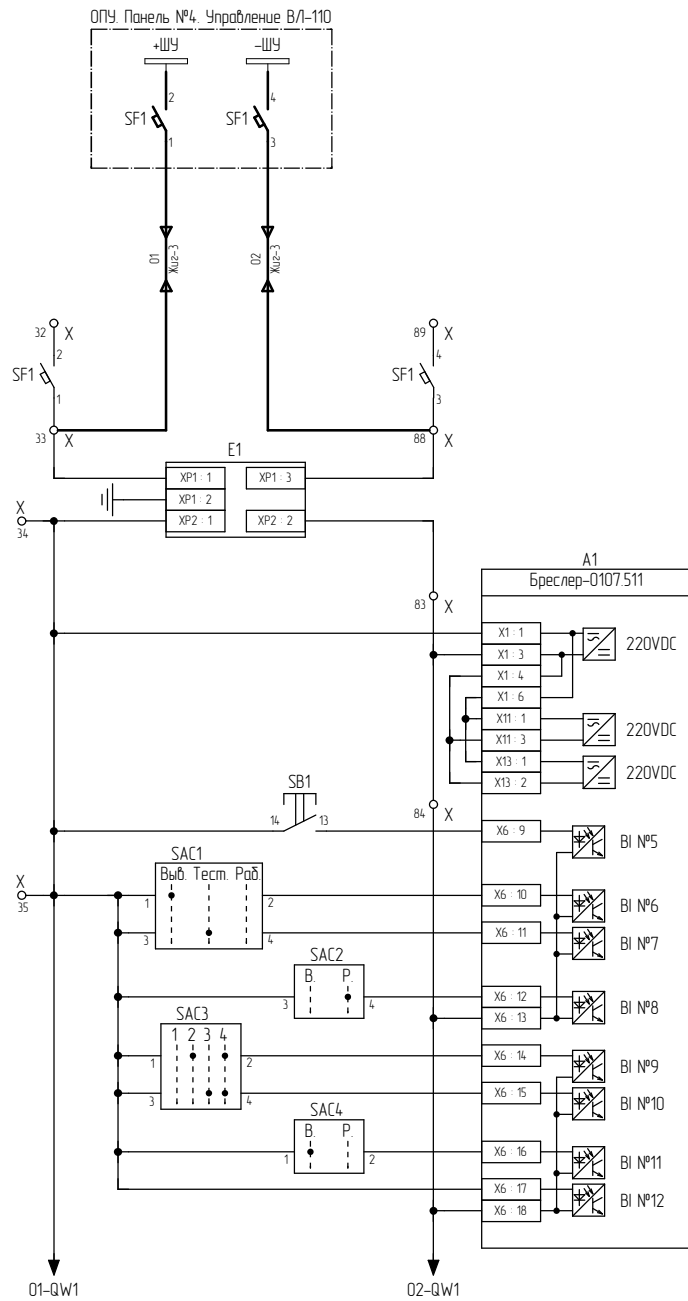 ОПУ. Панель №4. Управление ВЛ-110
+ШУ
-ШУ
2
4
SF1
SF1
1
3
01
Жиг-3
02
Жиг-3
32
X
89
X
2
4
SF1
SF1
1
3
33
X
88
X
E1
XP1 : 1
XP1 : 3
XP1 : 2
X
XP2 : 1
XP2 : 2
34
A1
Бреслер-0107.511
83
X
X1 : 1
220VDC
X1 : 3
X1 : 4
X1 : 6
X11 : 1
220VDC
X11 : 3
X13 : 1
220VDC
X13 : 2
SB1
84
X
14
13
X6 : 9
BI №5
SAC1
Выв. Тест. Раб.
X
35
1
2
X6 : 10
BI №6
3
4
X6 : 11
BI №7
SAC2
В.
Р.
3
4
X6 : 12
BI №8
X6 : 13
SAC3
1 2 3 4
1
2
X6 : 14
BI №9
3
4
X6 : 15
BI №10
SAC4
В.
Р.
1
2
X6 : 16
BI №11
X6 : 17
BI №12
X6 : 18
01-QW1
02-QW1